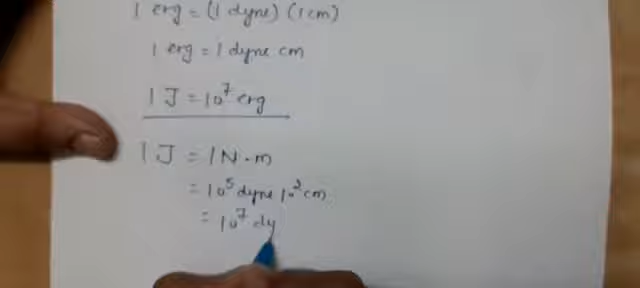 1 erg = (1 dyne) (1 cm)
1 erg = 1 dyne cm
1 J = 10⁷ erg
1 J = 1 N · m
= 10⁵ dyne 10² cm
= 10⁷ dy